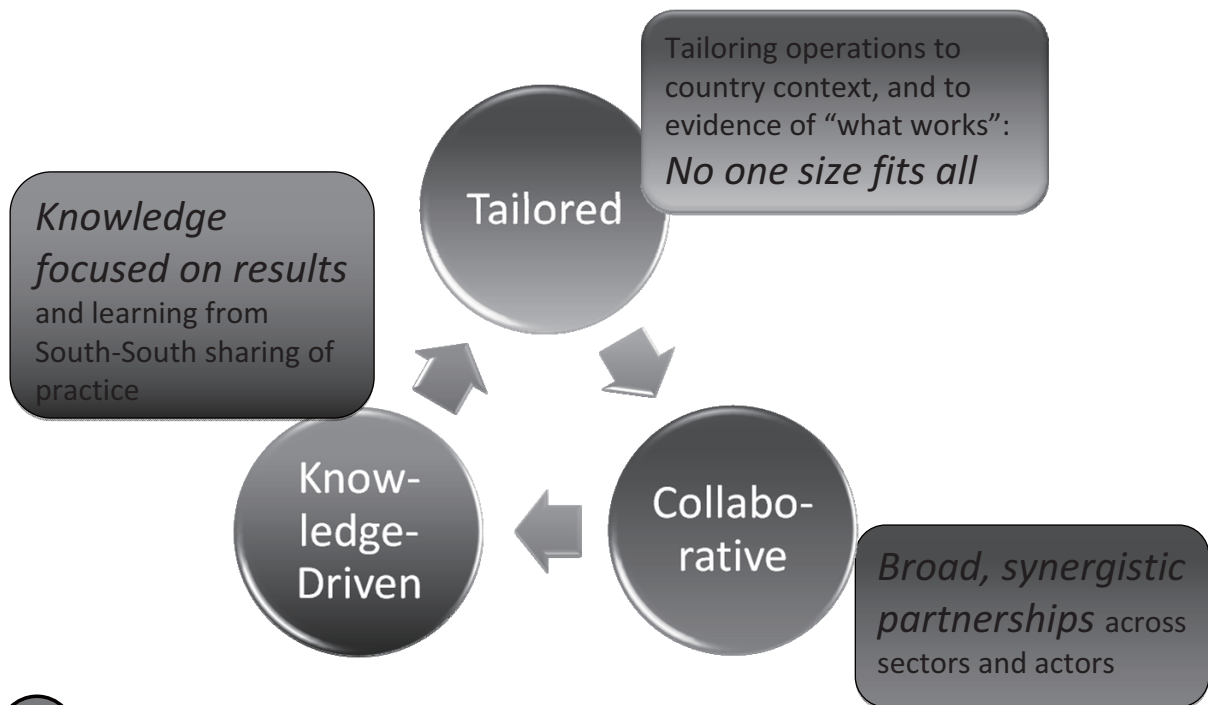 Tailoring operations to
country context, and to
evidence of “what works”:
No one size fits all
Tailored
Knowledge
focused on results
and learning from
South-South sharing of
practice
Know-
ledge-
Driven
Collabo-
rative
Broad, synergistic
partnerships across
sectors and actors